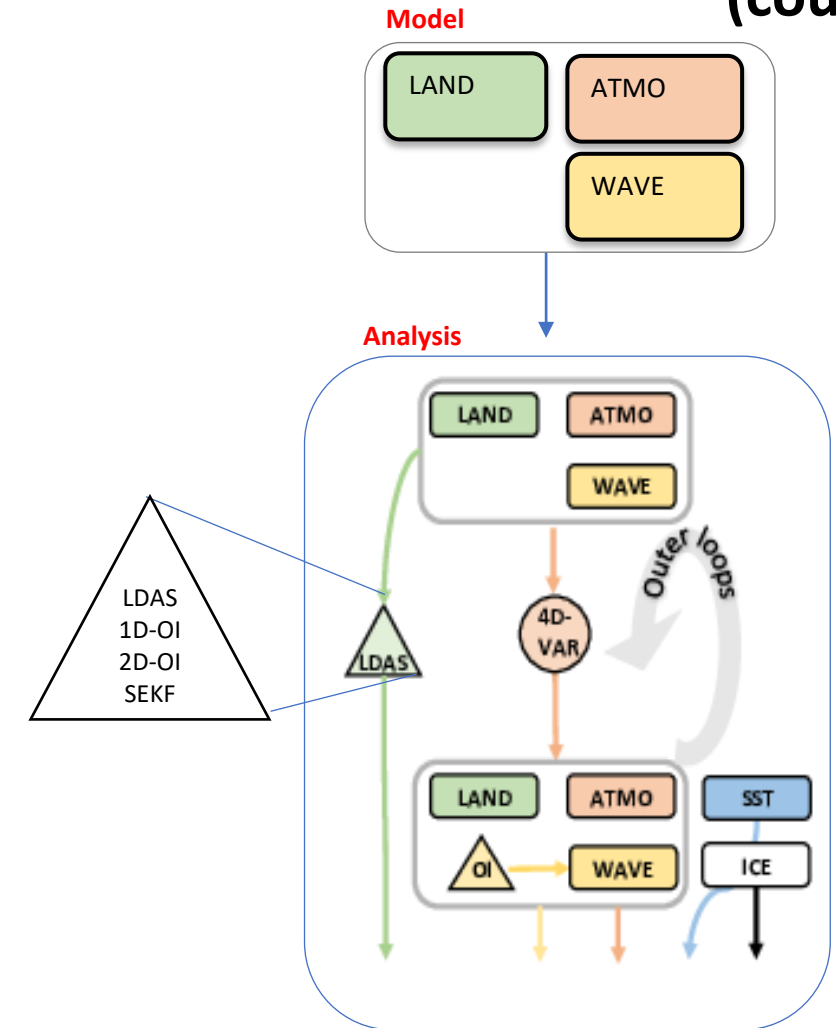 (cou
Model
LAND
ATMO
WAVE
Analysis
LAND
ATMO
WAVE
Outer loops
LDAS
1D-OI
2D-OI
SEKF
LDAS
4D-
VAR
LAND
ATMO
SST
OI
WAVE
ICE